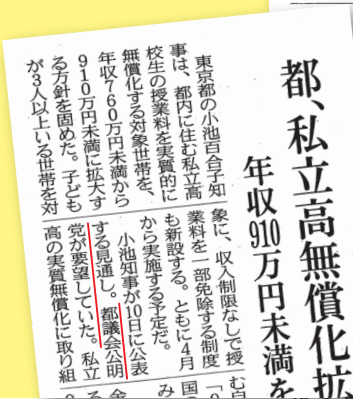 都、私立高無償化拡
年収910万円未満を
東京都の小池百合子知
事は、都内に住む私立高
校生の授業料を実質的に
無償化する対象世帯を、
年収760万円未満から
910万円未満に拡大す
る方針を固めた。子ども
が3人以上いる世帯を対
象に、収入制限なしで授
業料を一部免除する制度
も新設する。ともに4月
から実施する予定だ。
小池知事が10日に公表
する見通し。都議会公明
党が要望していた。私立
高の実質無償化に取り組
む自
国
み
金